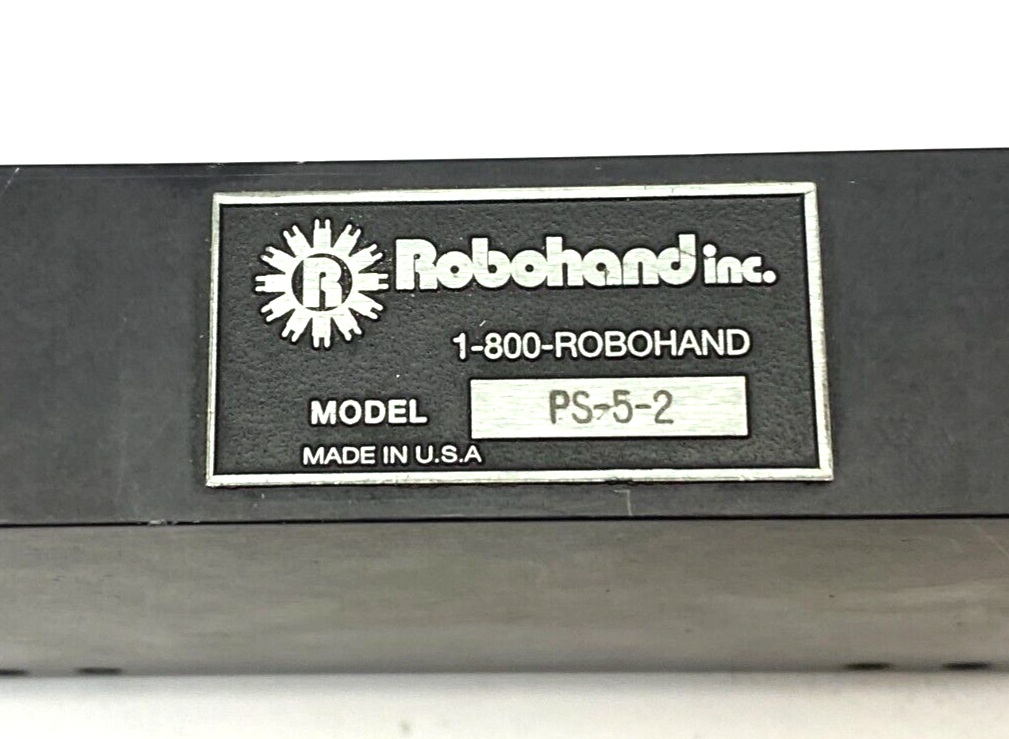 R Robohand inc.
1-800-ROBOHAND
MODEL PS-5-2
MADE IN U.S.A